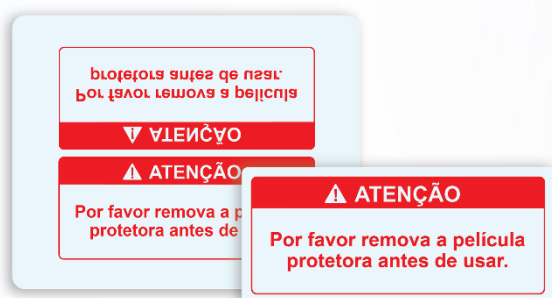 protetora antes de usar.
Por favor remova a película
ATENÇÃO
ATENÇÃO
Por favor remova a p
protetora antes de
ATENÇÃO
Por favor remova a película
protetora antes de usar.